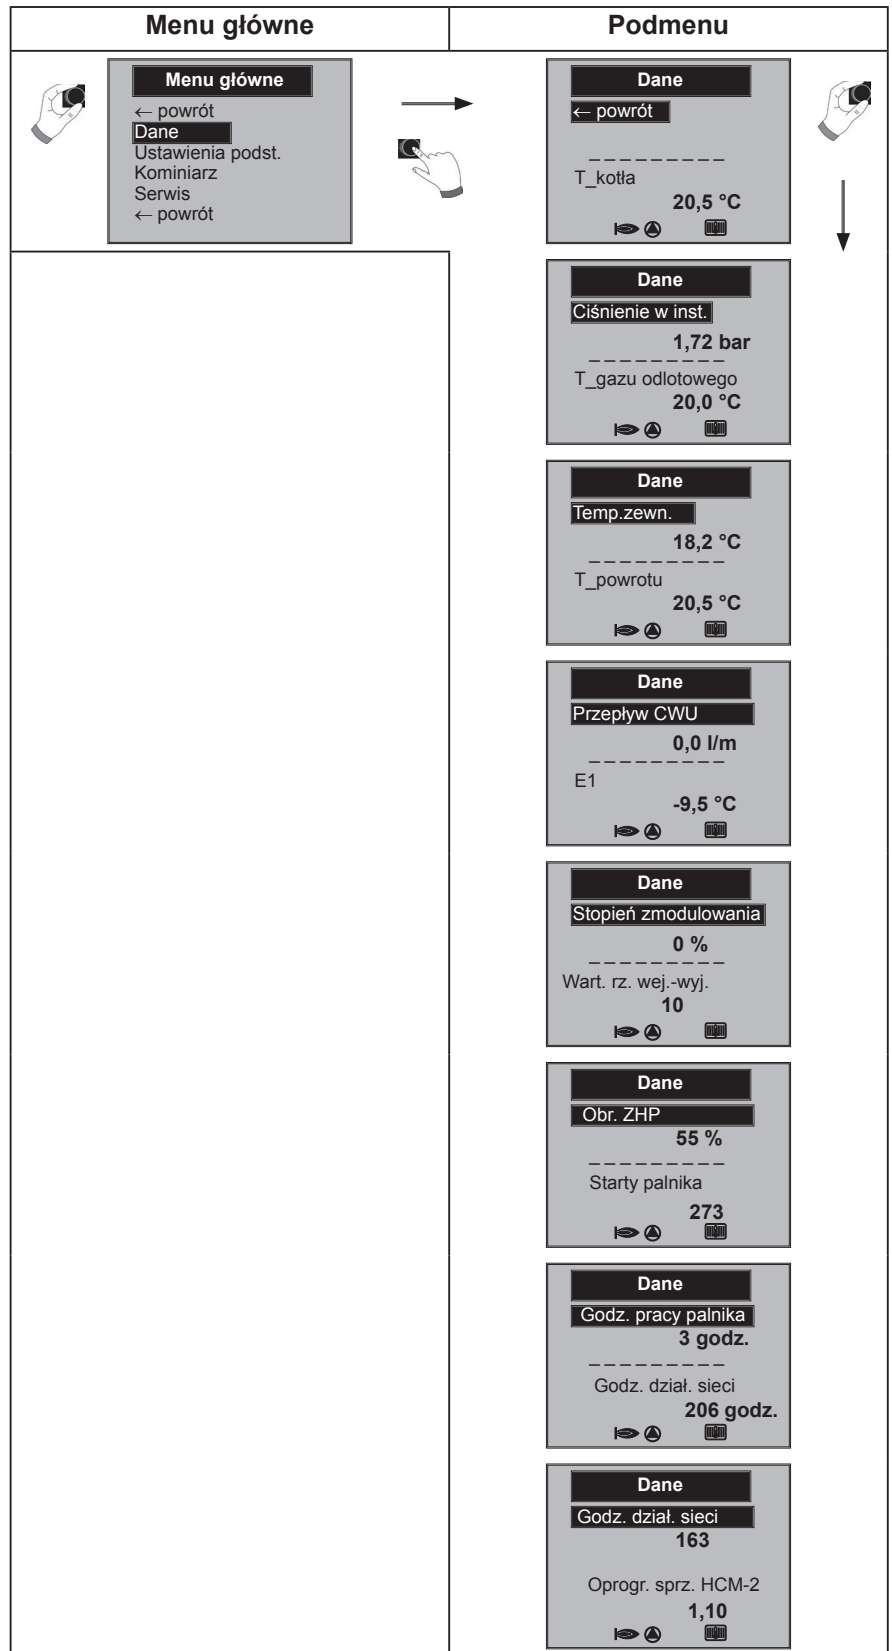 Menu główne
Podmenu
Menu główne
← powrót
Dane
Ustawienia podst.
Kominiarz
Serwis
← powrót
Dane
← powrót
_ _ _ _ _ _ _ _ _
T_kotła
20,5 °C
Dane
Ciśnienie w inst.
1,72 bar
_ _ _ _ _ _ _ _ _
T_gazu odlotowego
20,0 °C
Dane
Temp.zewn.
18,2 °C
_ _ _ _ _ _ _ _ _
T_powrotu
20,5 °C
Dane
Przepływ CWU
0,0 l/m
_ _ _ _ _ _ _ _ _
E1
-9,5 °C
Dane
Stopień zmodulowania
0 %
_ _ _ _ _ _ _ _ _
Wart. rz. wej.-wyj.
10
Dane
Obr. ZHP
55 %
_ _ _ _ _ _ _ _ _
Starty palnika
273
Dane
Godz. pracy palnika
3 godz.
_ _ _ _ _ _ _ _ _
Godz. dział. sieci
206 godz.
Dane
Godz. dział. sieci
163
Oprogr. sprz. HCM-2
1,10